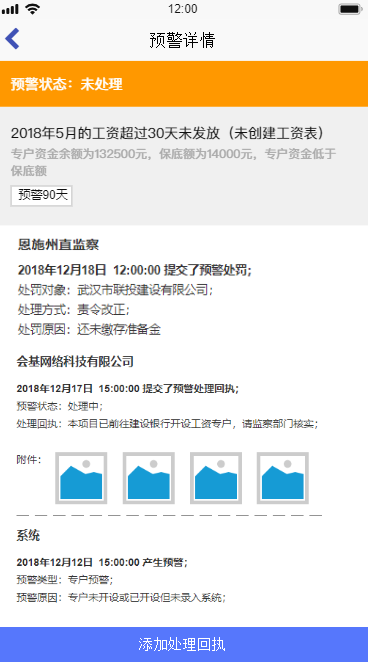 12:00
预警详情
预警状态：未处理
2018年5月的工资超过30天未发放（未创建工资表）
专户资金余额为132500元，保底额为14000元，专户资金低于
保底额
预警90天
恩施州直监察
2018年12月18日 12:00:00 提交了预警处罚；
处罚对象：武汉市联投建设有限公司；
处理方式：责令改正；
处罚原因：还未缴存准备金
会基网络科技有限公司
2018年12月17日 15:00:00 提交了预警处理回执；
预警状态：处理中；
处理回执：本项目已前往建设银行开设工资专户，请监察部门核实；
附件：
系统
2018年12月12日 15:00:00 产生预警；
预警类型：专户预警；
预警原因：专户未开设或已开设但未录入系统；
添加处理回执